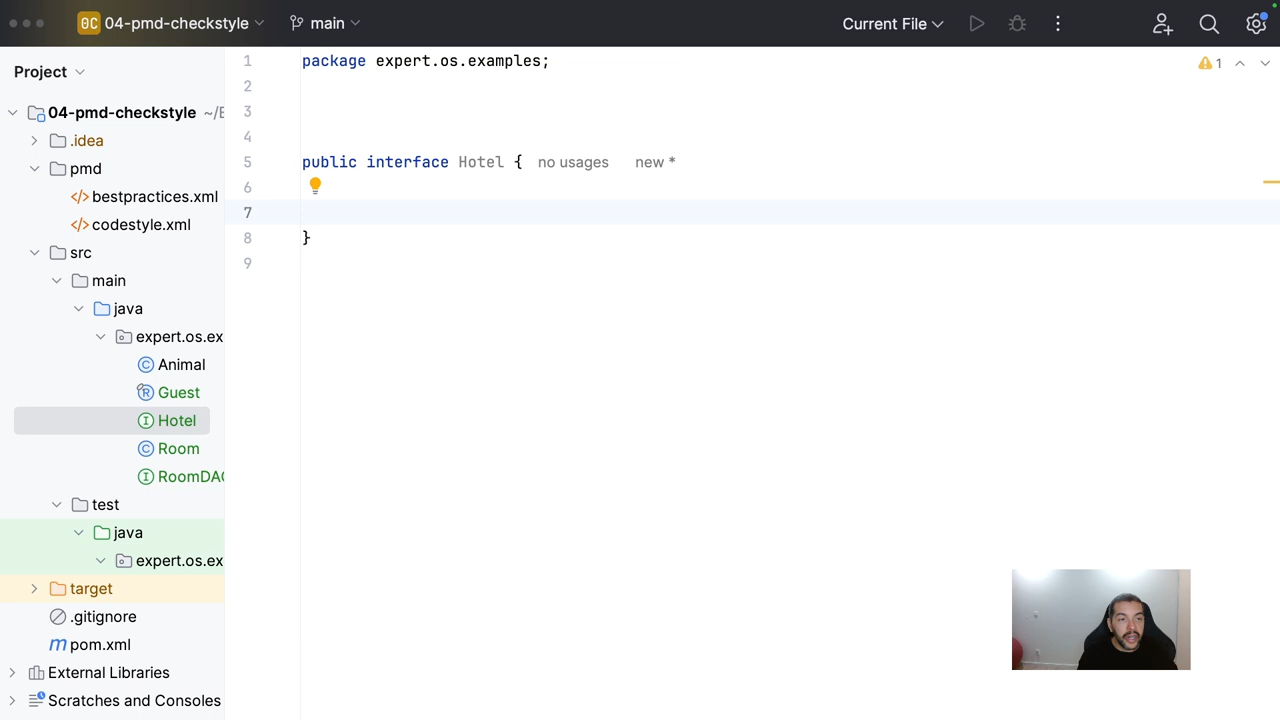 0C 04-pmd-checkstyle main Current File
Project
04-pmd-checkstyle ~/E
.idea
pmd
bestpractices.xml
codestyle.xml
src
main
java
expert.os.ex
Animal
Guest
Hotel
Room
RoomDAO
test
java
expert.os.ex
target
.gitignore
pom.xml
External Libraries
Scratches and Consoles
1 package expert.os.examples;
2
3
4
5 public interface Hotel { no usages new *
6
7
8 }
9
1